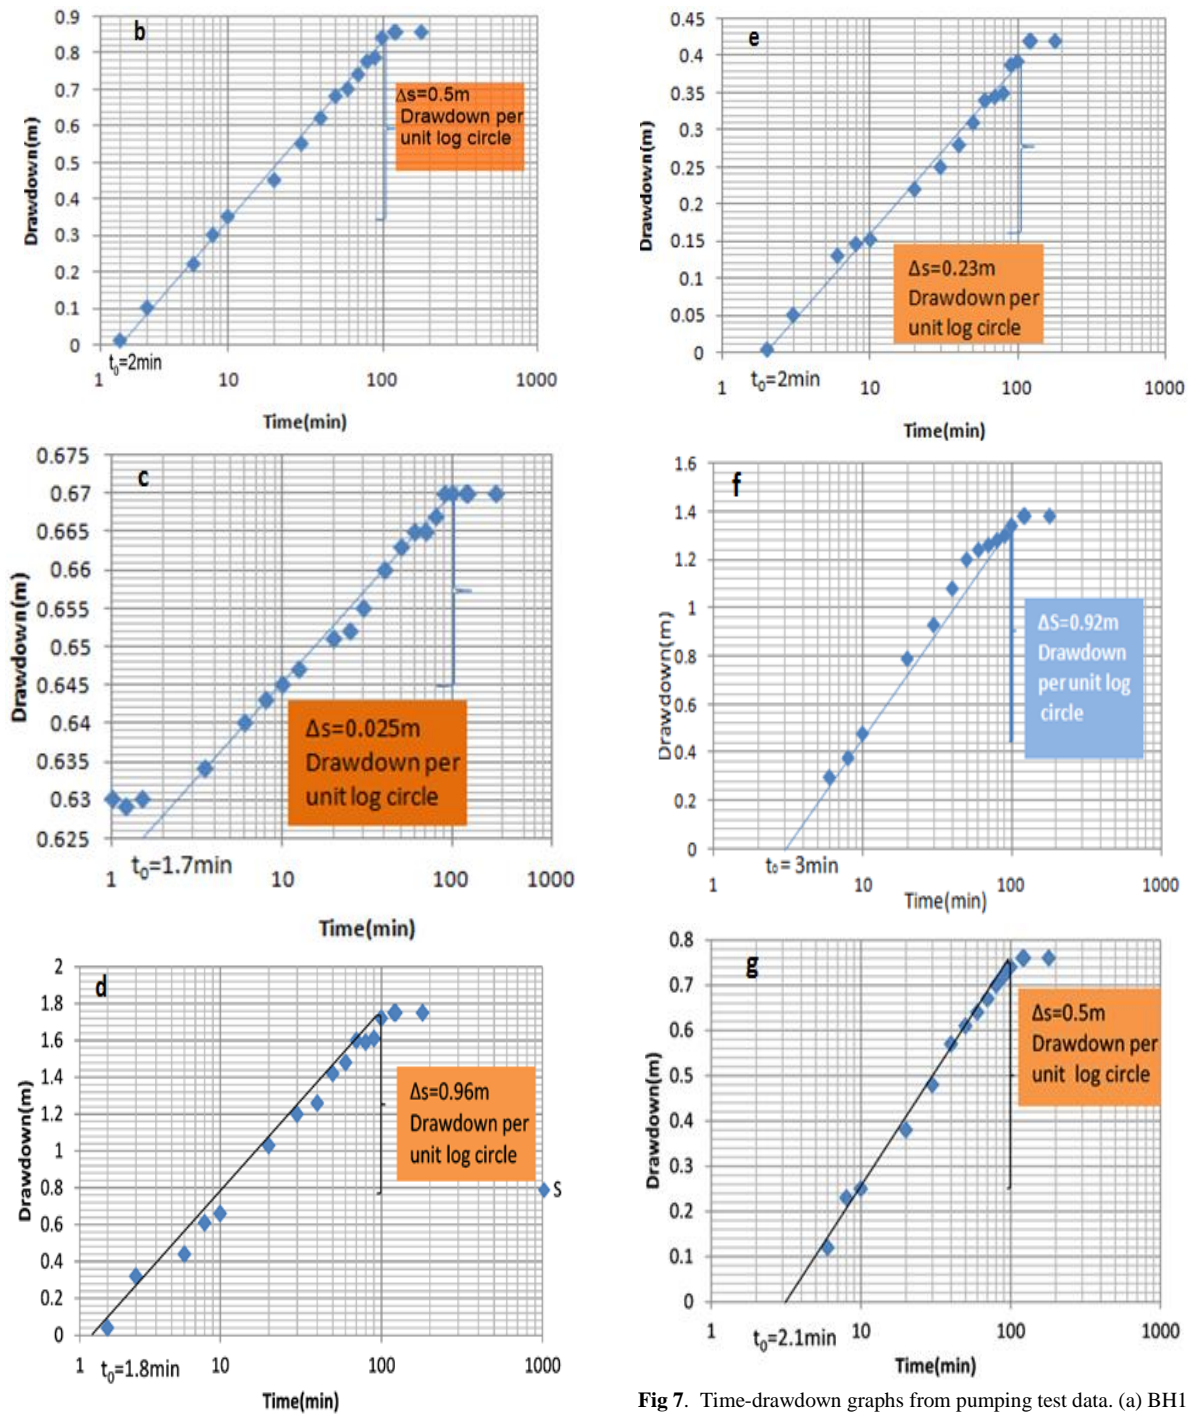 b
0.9
0.8
0.7
0.6
0.5
0.4
0.3
0.2
0.1
0
Drawdown(m)
Δs=0.5m
Drawdown per
unit log circle
t₀=2min
1 10 100 1000
Time(min)
e
0.45
0.4
0.35
0.3
0.25
0.2
0.15
0.1
0.05
0
Drawdown(m)
Δs=0.23m
Drawdown per
unit log circle
t₀=2min
1 10 100 1000
Time(min)
c
0.675
0.67
0.665
0.66
0.655
0.65
0.645
0.64
0.635
0.63
0.625
Drawdown(m)
Δs=0.025m
Drawdown per
unit log circle
t₀=1.7min
1 10 100 1000
Time(min)
f
1.6
1.4
1.2
1
0.8
0.6
0.4
0.2
0
Drawdown(m)
ΔS=0.92m
Drawdown
per unit log
circle
t₀= 3min
1 10 100 1000
Time(min)
d
2
1.8
1.6
1.4
1.2
1
0.8
0.6
0.4
0.2
0
Drawdown(m)
Δs=0.96m
Drawdown per
unit log circle
s
t₀=1.8min
1 10 100 1000
Time(min)
g
0.8
0.7
0.6
0.5
0.4
0.3
0.2
0.1
0
Drawdown(m)
Δs=0.5m
Drawdown per
unit log circle
t₀=2.1min
1 10 100 1000
Time(min)
Fig 7. Time-drawdown graphs from pumping test data. (a) BH1